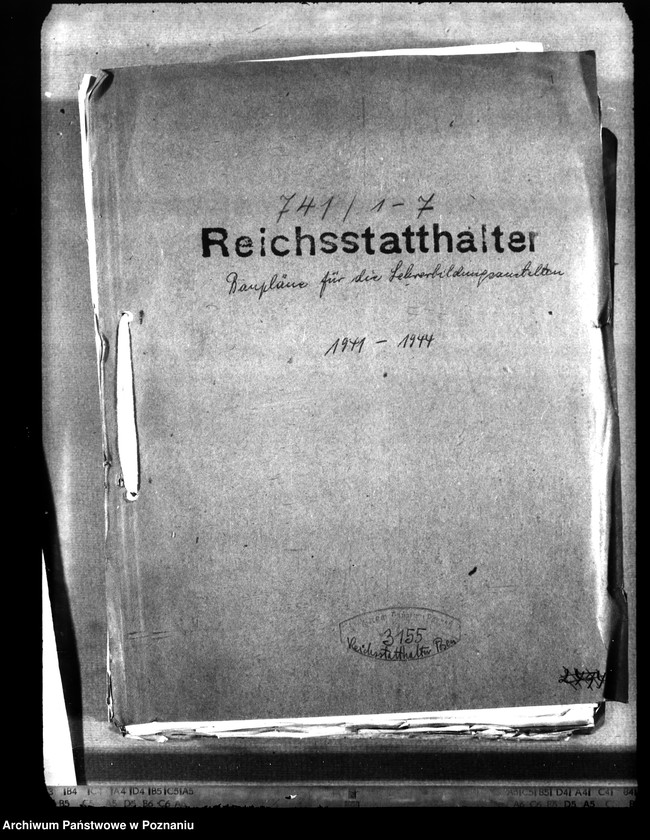 741/1-7
Reichsstatthalter
Baupläne für die Lehrerbildungsanstalten
1941 - 1944
3155
Reichsstatthalter Posen
Archiwum Państwowe w Poznaniu